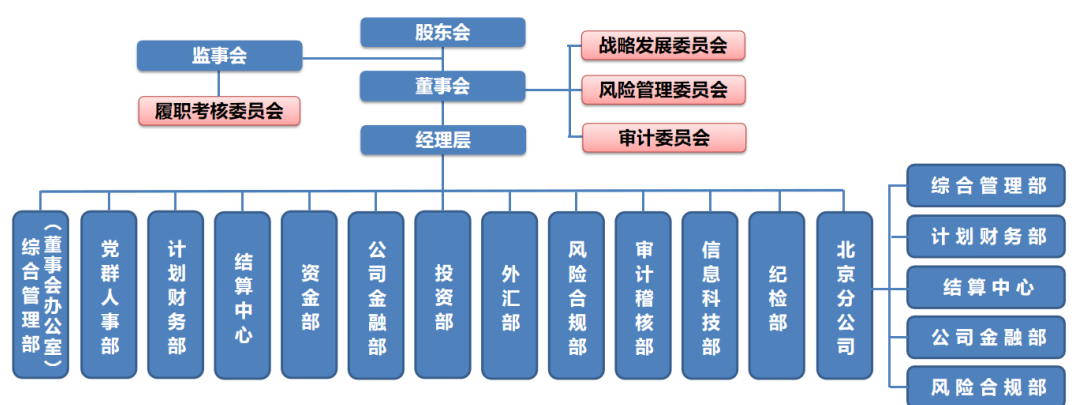 股东会
监事会
战略发展委员会
董事会
风险管理委员会
履职考核委员会
经理层
审计委员会
综合管理部
（董事会办公室）
党群人事部
计划财务部
结算中心
资金部
公司金融部
投资部
外汇部
风险合规部
审计稽核部
信息科技部
纪检部
北京分公司
综合管理部
计划财务部
结算中心
公司金融部
风险合规部